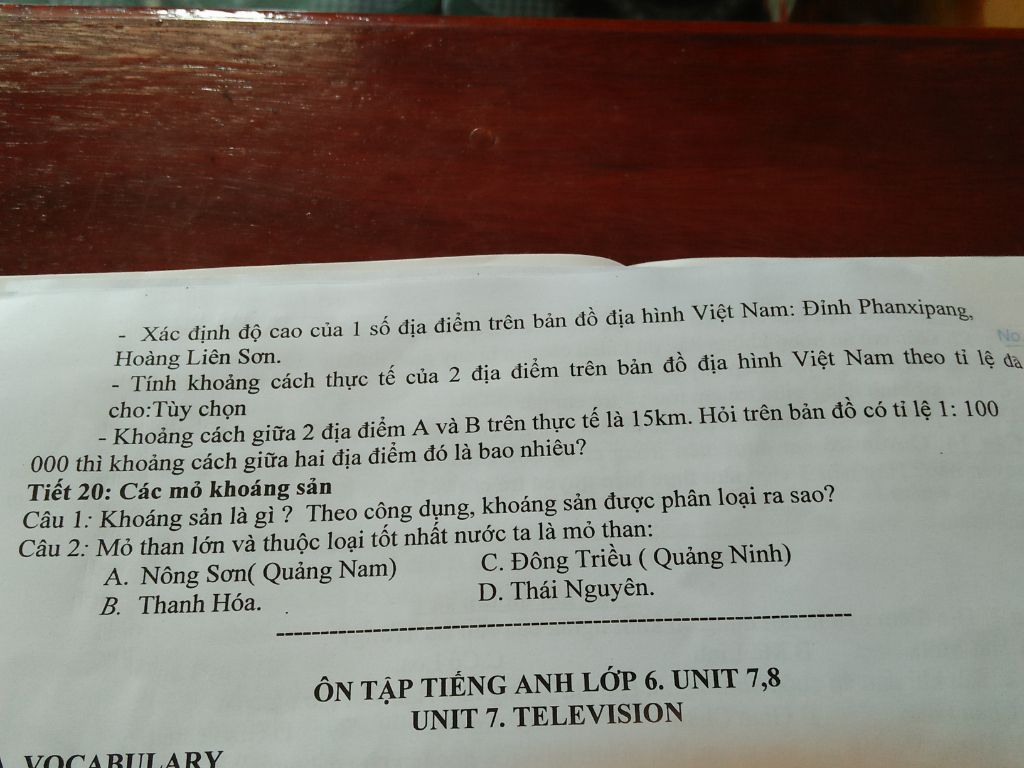 - Xác định độ cao của 1 số địa điểm trên bản đồ địa hình Việt Nam: Đỉnh Phanxipang,
Hoàng Liên Sơn.
No
- Tính khoảng cách thực tế của 2 địa điểm trên bản đồ địa hình Việt Nam theo tỉ lệ đã
cho:Tùy chọn
- Khoảng cách giữa 2 địa điểm A và B trên thực tế là 15km. Hỏi trên bản đồ có tỉ lệ 1: 100
000 thì khoảng cách giữa hai địa điểm đó là bao nhiêu?
Tiết 20: Các mỏ khoáng sản
Câu 1: Khoáng sản là gì ? Theo công dụng, khoáng sản được phân loại ra sao?
Câu 2: Mỏ than lớn và thuộc loại tốt nhất nước ta là mỏ than:
A. Nông Sơn( Quảng Nam) C. Đông Triều ( Quảng Ninh)
B. Thanh Hóa. D. Thái Nguyên.
ÔN TẬP TIẾNG ANH LỚP 6. UNIT 7,8
UNIT 7. TELEVISION
VOCABULARY